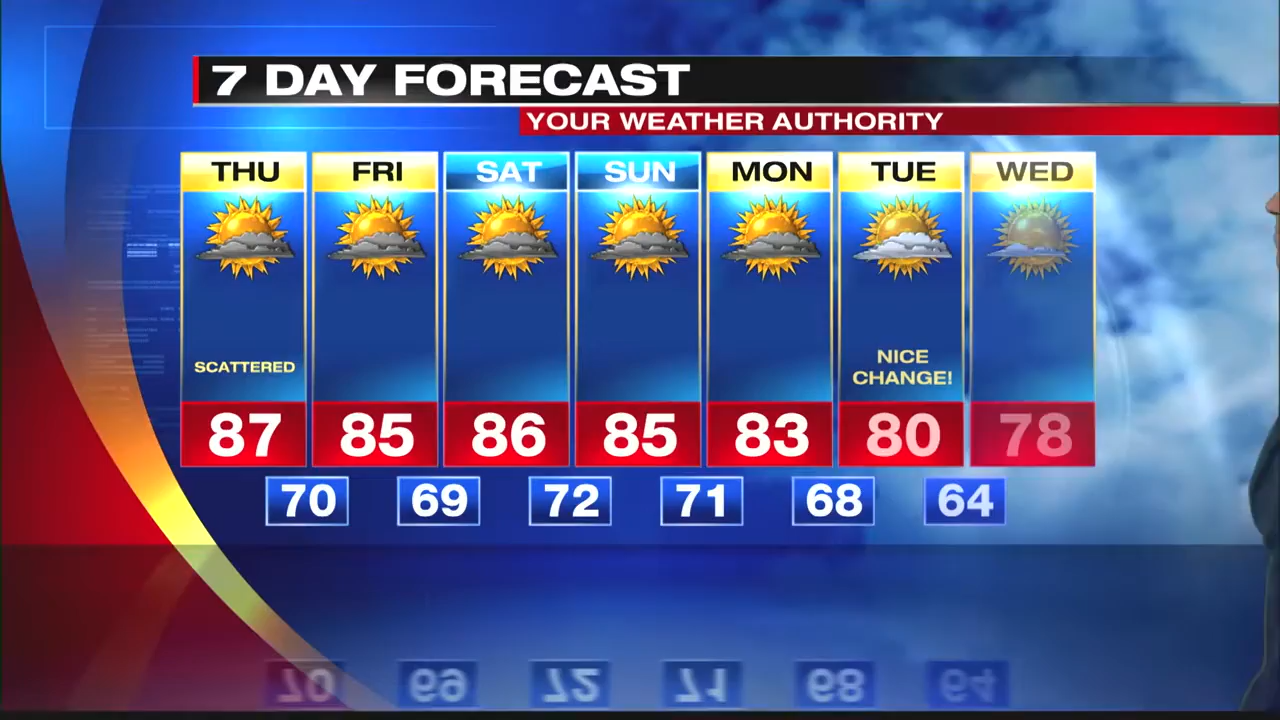 7 DAY FORECAST
YOUR WEATHER AUTHORITY
THU FRI SAT SUN MON TUE WED
SCATTERED
NICE
CHANGE!
87 85 86 85 83 80 78
70 69 72 71 68 64